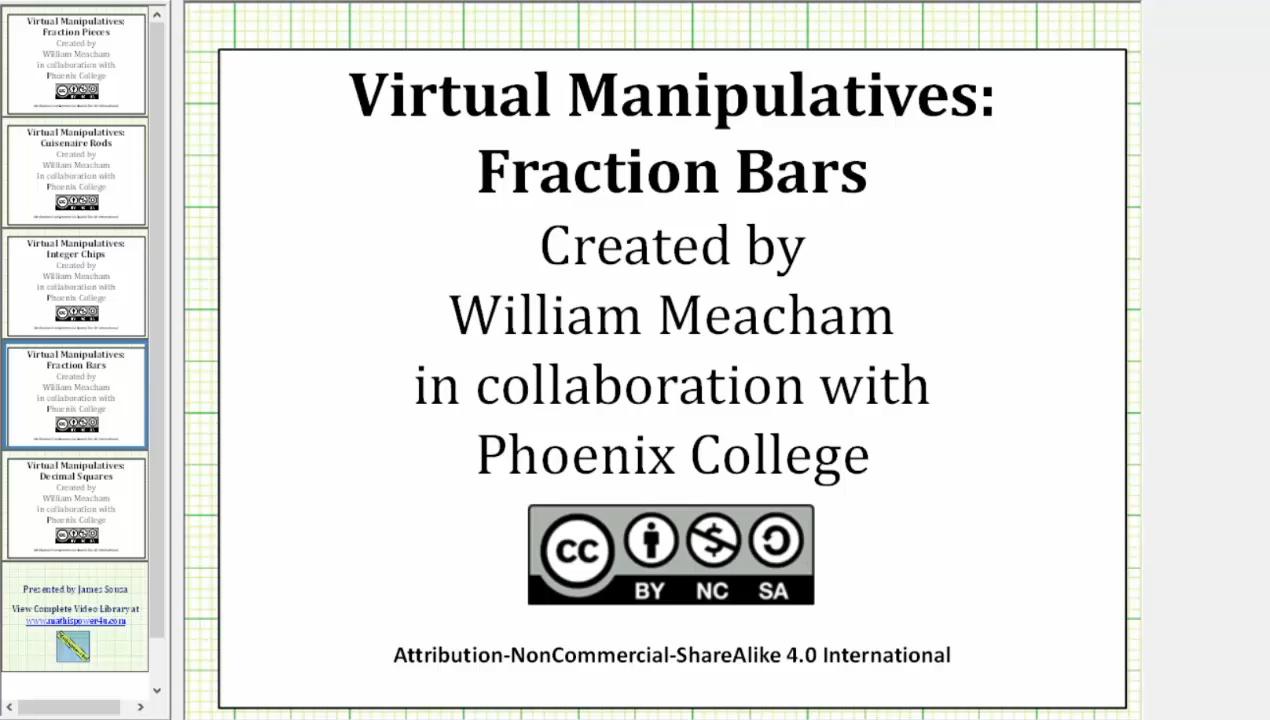 Virtual Manipulatives:
Fraction Pieces
Created by
William Meacham
in collaboration with
Phoenix College
Virtual Manipulatives:
Cuisenaire Rods
Created by
William Meacham
in collaboration with
Phoenix College
Virtual Manipulatives:
Integer Chips
Created by
William Meacham
in collaboration with
Phoenix College
Virtual Manipulatives:
Fraction Bars
Created by
William Meacham
in collaboration with
Phoenix College
Virtual Manipulatives:
Decimal Squares
Created by
William Meacham
in collaboration with
Phoenix College
Presented by James Sousa
View Complete Video Library at
www.mathispower4u.com
Virtual Manipulatives:
Fraction Bars
Created by
William Meacham
in collaboration with
Phoenix College
cc
BY NC SA
Attribution-NonCommercial-ShareAlike 4.0 International